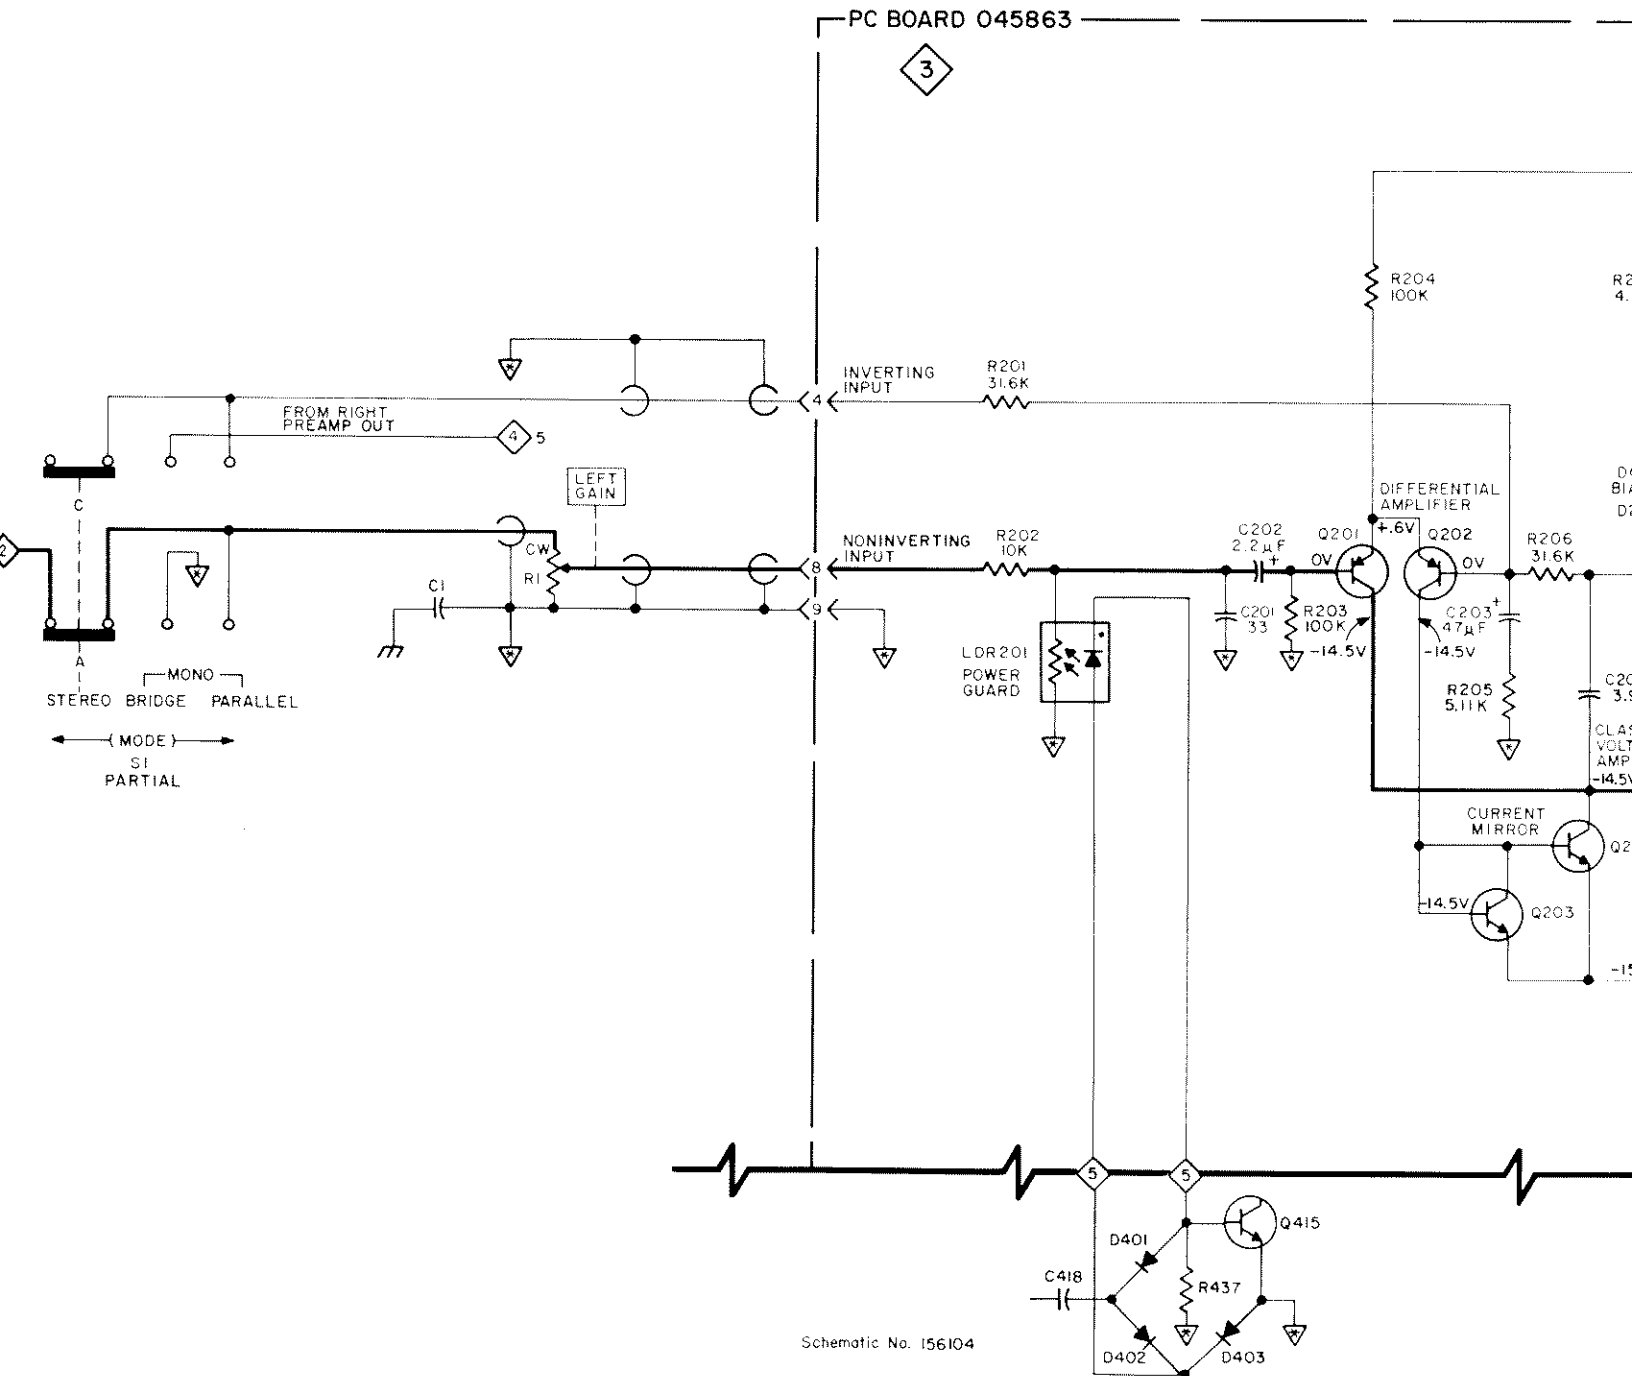 PC BOARD 045863
3
R204
100K
INVERTING
INPUT
R201
31.6K
4
FROM RIGHT
PREAMP OUT
4 5
LEFT
GAIN
C
DIFFERENTIAL
AMPLIFIER
+.6V
2
CW
R1
C1
8
NONINVERTING
INPUT
R202
10K
9
C202
2.2µF
+
Q201
0V
Q202
0V
R206
31.6K
C201
33
R203
100K
-14.5V
C203
47µF
+
-14.5V
LDR201
POWER
GUARD
R205
5.11K
A
MONO
STEREO BRIDGE PARALLEL
(MODE)
S1
PARTIAL
-14.5V
CURRENT
MIRROR
-14.5V
Q203
5
5
Q415
D401
C418
R437
D402
D403
Schematic No. 156104